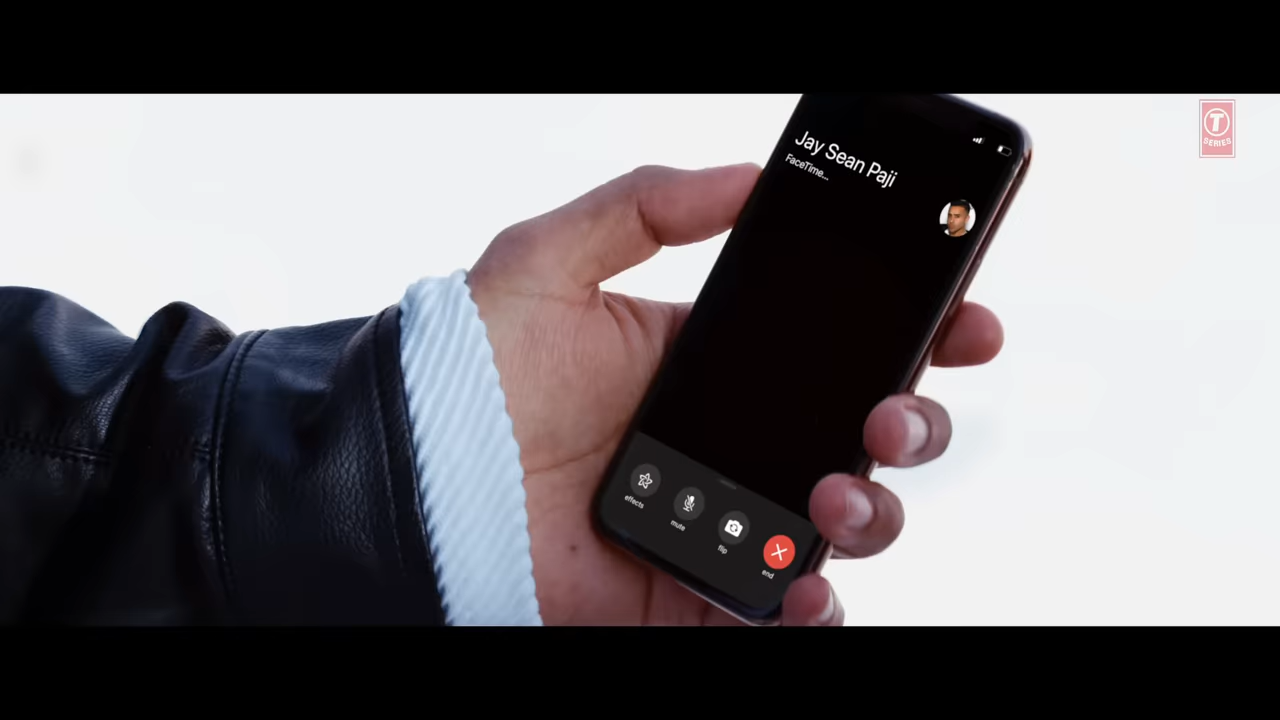 Jay Sean Paji
FaceTime...
effects
mute
flip
end
T
SERIES